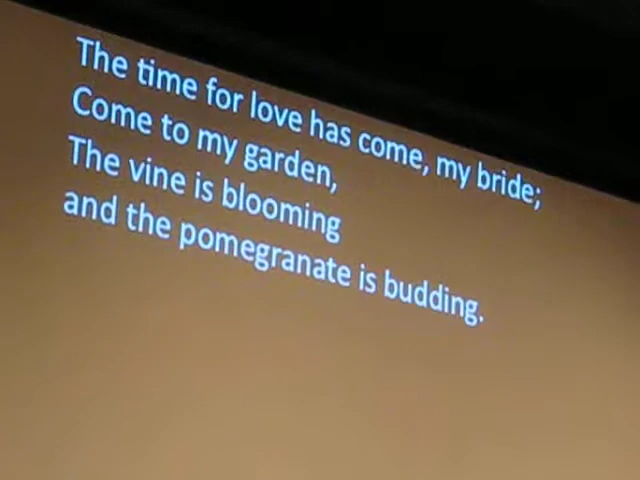 The time for love has come, my bride;
Come to my garden,
The vine is blooming
and the pomegranate is budding.